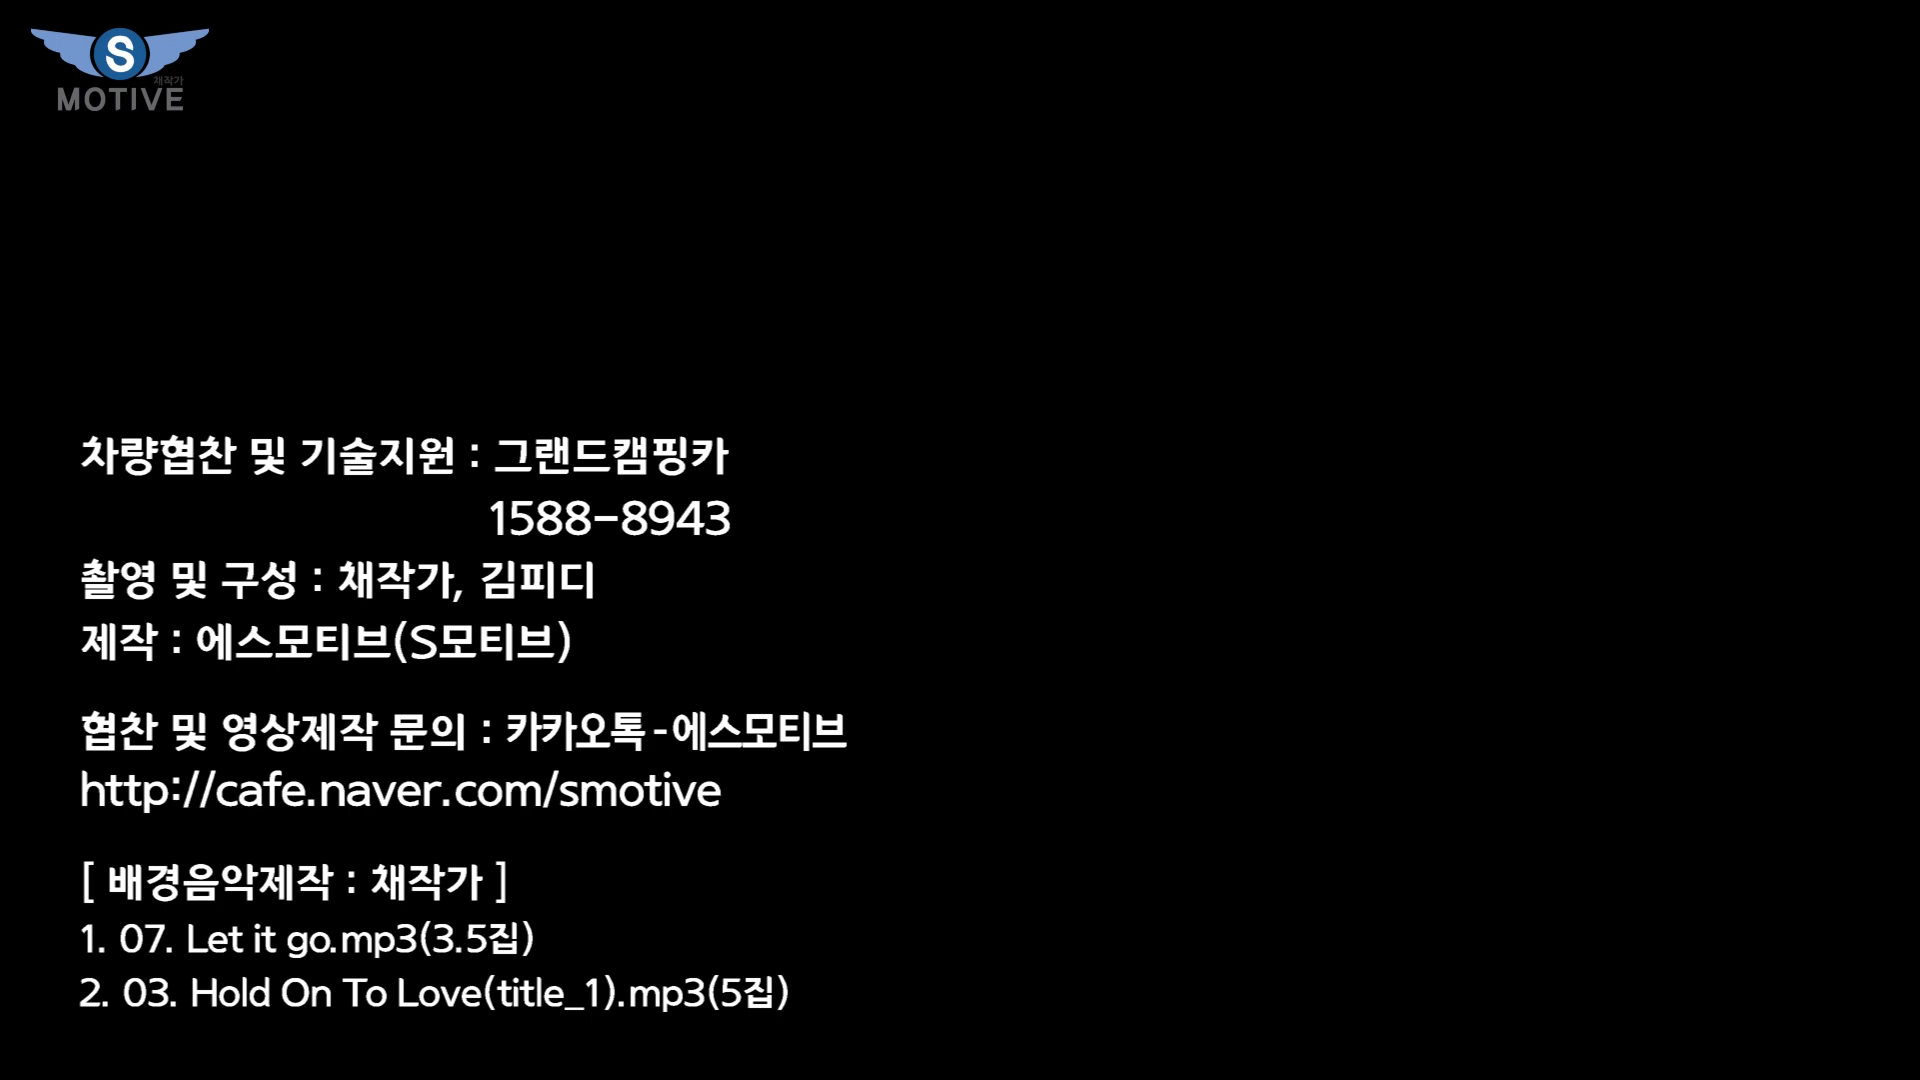 S
채작가
MOTIVE
차량협찬 및 기술지원 : 그랜드캠핑카
1588-8943
촬영 및 구성 : 채작가, 김피디
제작 : 에스모티브(S모티브)
협찬 및 영상제작 문의 : 카카오톡-에스모티브
http://cafe.naver.com/smotive
[ 배경음악제작 : 채작가 ]
1. 07. Let it go.mp3(3.5집)
2. 03. Hold On To Love(title_1).mp3(5집)